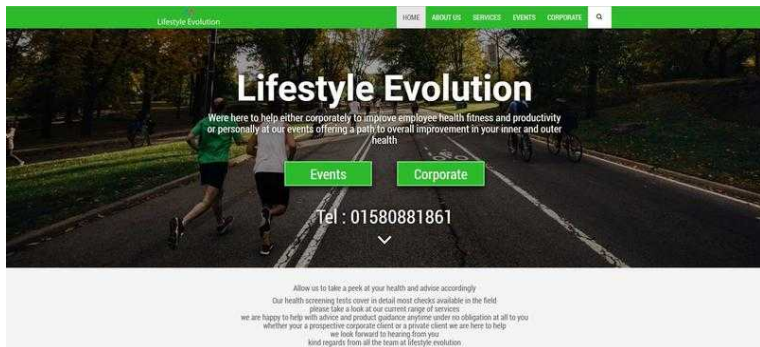 Lifestyle Evolution
HOME ABOUT US SERVICES EVENTS CORPORATE
Lifestyle Evolution
Were here to help either corporately to improve employee health fitness and productivity
or personally at our events offering a path to overall improvement in your inner and outer
health
Events Corporate
Tel : 01580881861
Allow us to take a peek at your health and advise accordingly
Our health screening tests cover in detail most checks available in the field
please take a look at our current range of services
we are happy to help with advice and product guidance anytime under no obligation at all to you
whether your a prospective corporate client or a private client we are here to help
we look forward to hearing from you
kind regards from all the team at lifestyle evolution